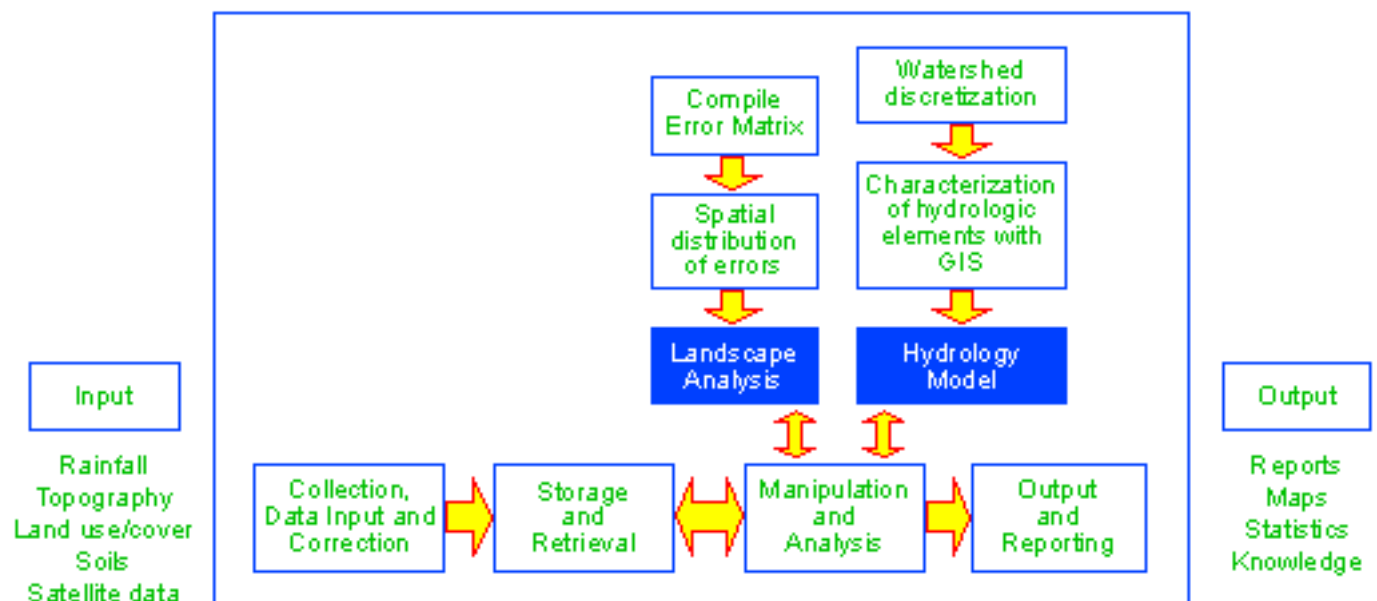 Watershed
discretization
Compile
Error Matrix
Characterization
of hydrologic
elements with
GIS
Spatial
distribution
of errors
Landscape
Analysis
Hydrology
Model
Input
Rainfall
Topography
Land use/cover
Soils
Satellite data
Collection,
Data Input and
Correction
Storage
and
Retrieval
Manipulation
and
Analysis
Output
and
Reporting
Output
Reports
Maps
Statistics
Knowledge